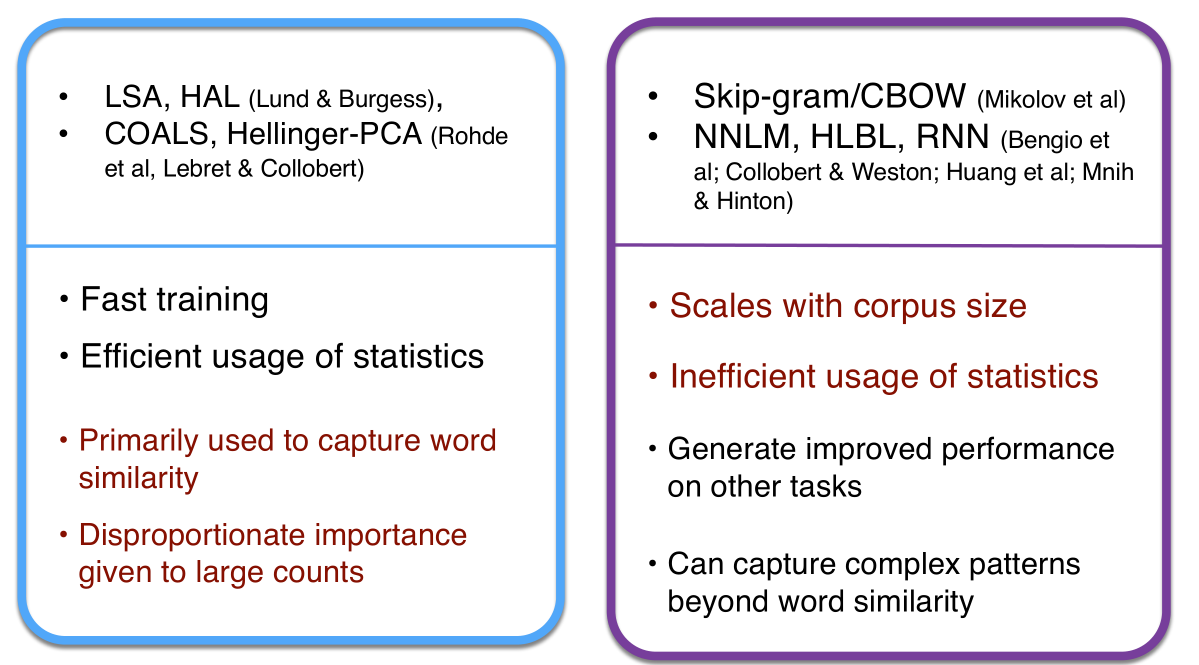 • LSA, HAL (Lund & Burgess),
• COALS, Hellinger-PCA (Rohde
et al, Lebret & Collobert)
• Fast training
• Efficient usage of statistics
• Primarily used to capture word
similarity
• Disproportionate importance
given to large counts
• Skip-gram/CBOW (Mikolov et al)
• NNLM, HLBL, RNN (Bengio et
al; Collobert & Weston; Huang et al; Mnih
& Hinton)
• Scales with corpus size
• Inefficient usage of statistics
• Generate improved performance
on other tasks
• Can capture complex patterns
beyond word similarity